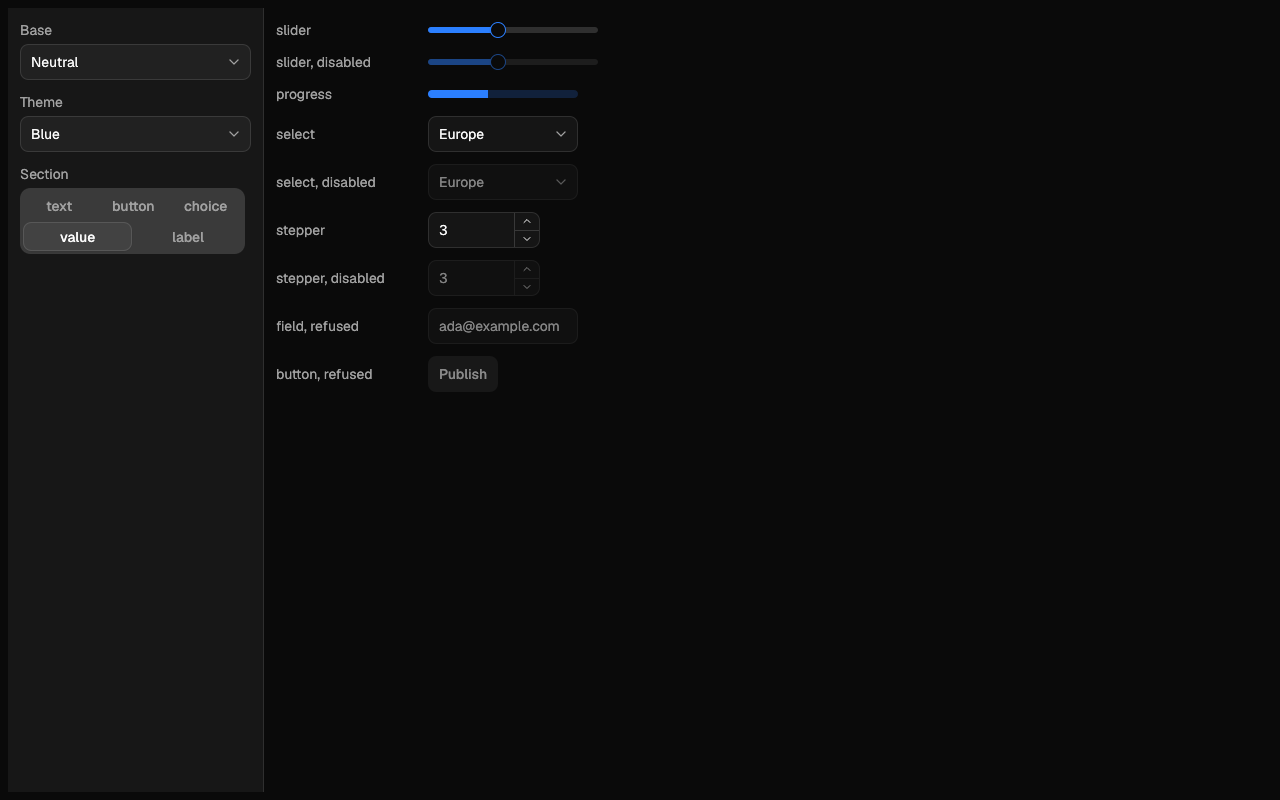 Base
Neutral
Theme
Blue
Section
text button choice
value label
slider
slider, disabled
progress
select Europe
select, disabled Europe
stepper 3
stepper, disabled 3
field, refused ada@example.com
button, refused Publish